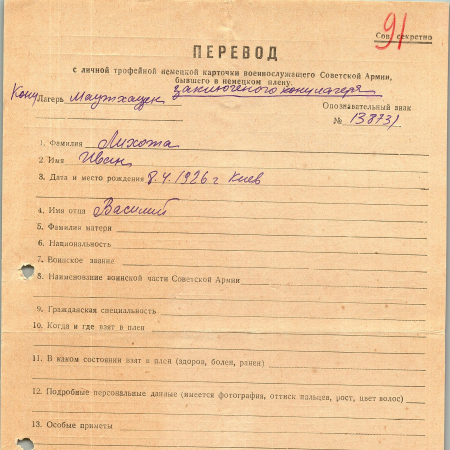 91
Сов. секретно
ПЕРЕВОД
с личной трофейной немецкой карточки военнослужащего Советской Армии,
бывшего в немецком плену.
заключеного концлагеря
Конц Лагерь Маутхаузен
Опознавательный знак
№ 138731
1. Фамилия Лихота
2. Имя Иван
3. Дата и место рождения 8.4.1926 г Киев
4. Имя отца Василий
5. Фамилия матери
6. Национальность
7. Воинское звание
8. Наименование воинской части Советской Армии
9. Гражданская специальность
10. Когда и где взят в плен
11. В каком состоянии взят в плен (здоров, болен, ранен)
12. Подробные персональные данные (имеется фотография, оттиск пальцев, рост, цвет волос)
13. Особые приметы